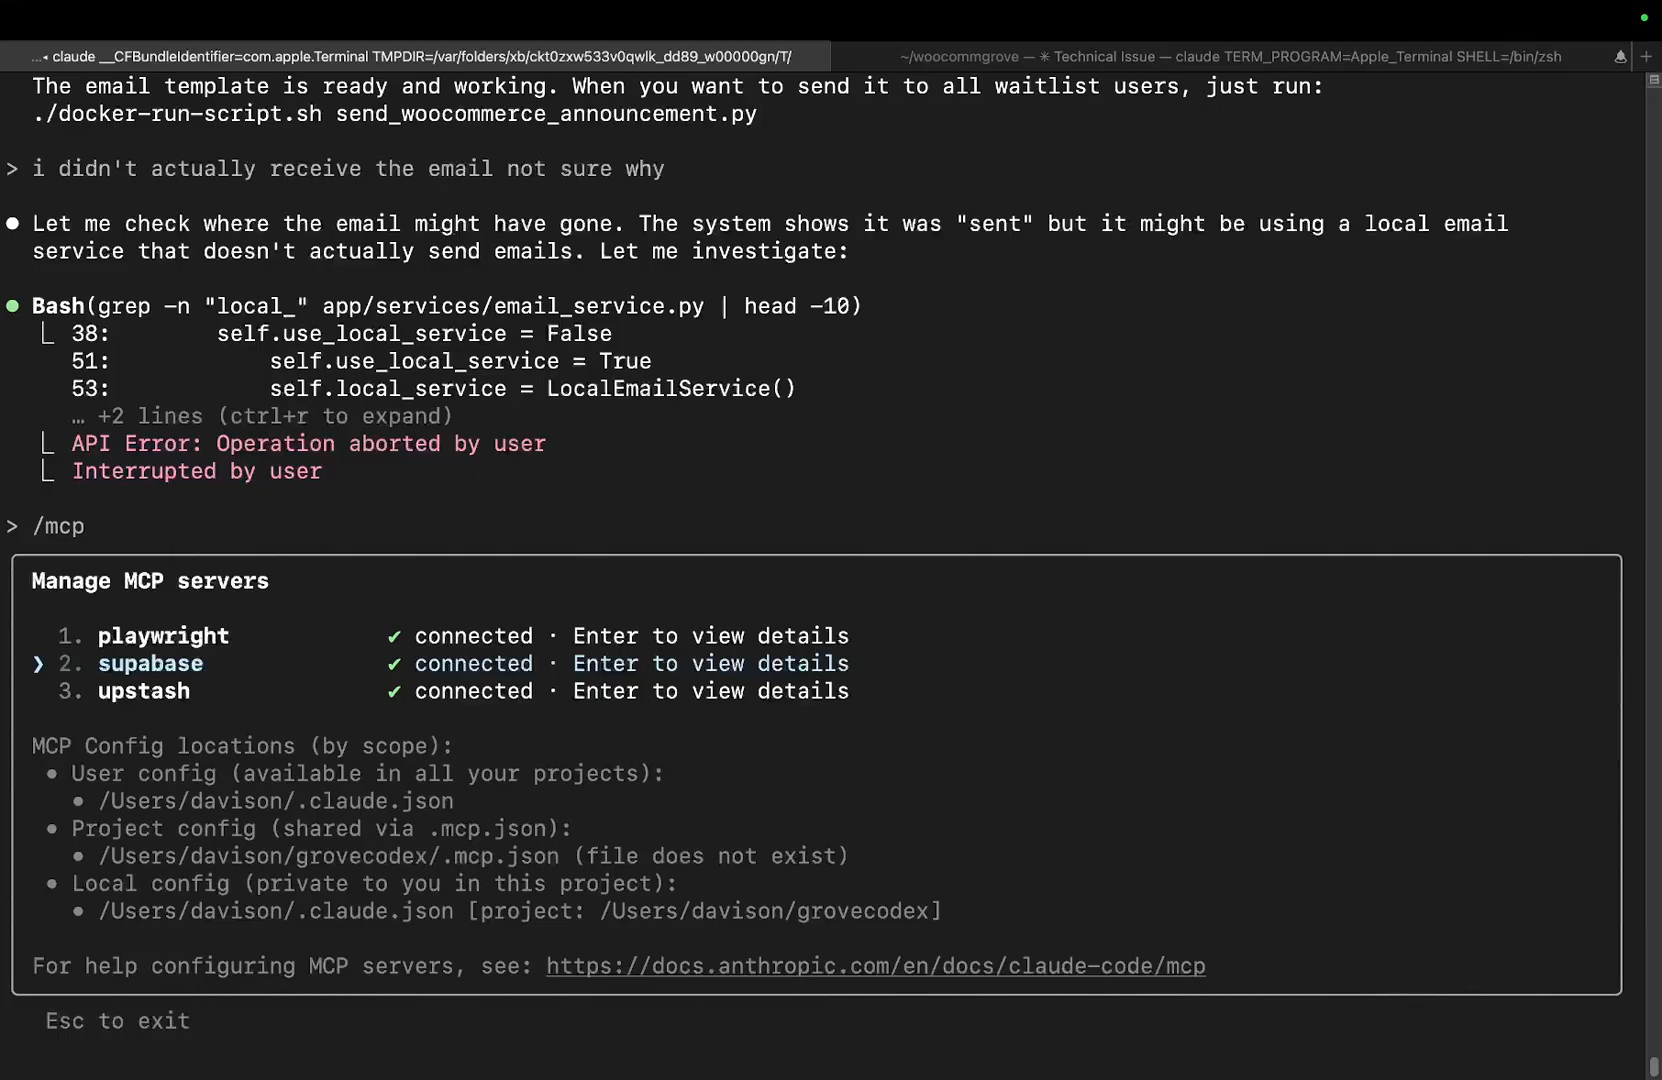 ...◂ claude __CFBundleIdentifier=com.apple.Terminal TMPDIR=/var/folders/xb/ckt0zxw533v0qwlk_dd89_w00000gn/T/
~/woocommgrove — ✳ Technical Issue — claude TERM_PROGRAM=Apple_Terminal SHELL=/bin/zsh
The email template is ready and working. When you want to send it to all waitlist users, just run:
./docker-run-script.sh send_woocommerce_announcement.py
> i didn't actually receive the email not sure why
● Let me check where the email might have gone. The system shows it was "sent" but it might be using a local email
service that doesn't actually send emails. Let me investigate:
● Bash(grep -n "local_" app/services/email_service.py | head -10)
⎿ 38:        self.use_local_service = False
51:            self.use_local_service = True
53:            self.local_service = LocalEmailService()
… +2 lines (ctrl+r to expand)
⎿ API Error: Operation aborted by user
⎿ Interrupted by user
> /mcp
Manage MCP servers
1. playwright            ✔ connected · Enter to view details
❯ 2. supabase              ✔ connected · Enter to view details
3. upstash               ✔ connected · Enter to view details
MCP Config locations (by scope):
• User config (available in all your projects):
• /Users/davison/.claude.json
• Project config (shared via .mcp.json):
• /Users/davison/grovecodex/.mcp.json (file does not exist)
• Local config (private to you in this project):
• /Users/davison/.claude.json [project: /Users/davison/grovecodex]
For help configuring MCP servers, see: https://docs.anthropic.com/en/docs/claude-code/mcp
Esc to exit